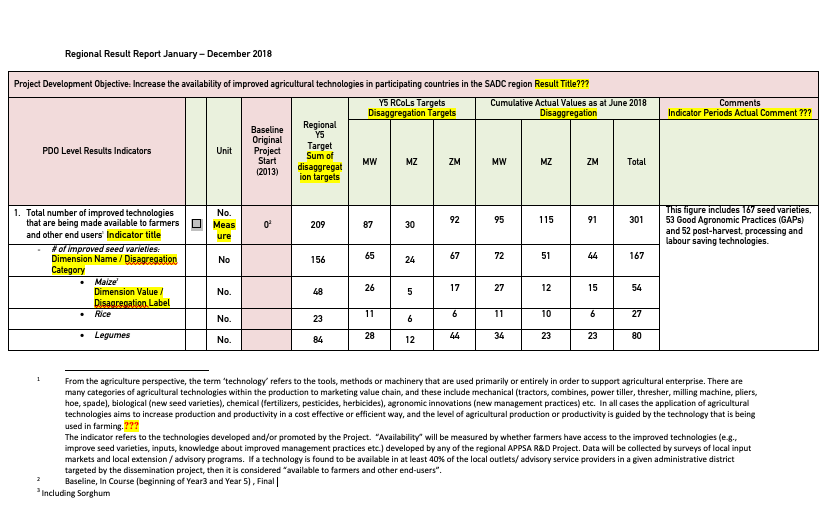 Regional Result Report January – December 2018
Project Development Objective: Increase the availability of improved agricultural technologies in participating countries in the SADC region Result Title???
PDO Level Results Indicators
Unit
Baseline
Original
Project
Start
(2013)
Regional
Y5
Target
Sum of
disaggregat
ion targets
Y5 RCoLs Targets
Disaggregation Targets
Cumulative Actual Values as at June 2018
Disaggregation
Comments
Indicator Periods Actual Comment ???
MW
MZ
ZM
MW
MZ
ZM
Total
1. Total number of improved technologies
that are being made available to farmers
and other end users¹ Indicator title
No.
Meas
ure
0²
209
87
30
92
95
115
91
301
This figure includes 167 seed varieties,
53 Good Agronomic Practices (GAPs)
and 52 post-harvest, processing and
labour saving technologies.
- # of improved seed varieties:
Dimension Name / Disagregation
Category
No
156
65
24
67
72
51
44
167
• Maize¹
Dimension Value /
Disagregation Label
No.
48
26
5
17
27
12
15
54
• Rice
No.
23
11
6
6
11
10
6
27
• Legumes
No.
84
28
12
44
34
23
23
80
1 From the agriculture perspective, the term 'technology' refers to the tools, methods or machinery that are used primarily or entirely in order to support agricultural enterprise. There are
many categories of agricultural technologies within the production to marketing value chain, and these include mechanical (tractors, combines, power tiller, thresher, milling machine, pliers,
hoe, spade), biological (new seed varieties), chemical (fertilizers, pesticides, herbicides), agronomic innovations (new management practices) etc. In all cases the application of agricultural
technologies aims to increase production and productivity in a cost effective or efficient way, and the level of agricultural production or productivity is guided by the technology that is being
used in farming.???
The indicator refers to the technologies developed and/or promoted by the Project. "Availability" will be measured by whether farmers have access to the improved technologies (e.g.,
improve seed varieties, inputs, knowledge about improved management practices etc.) developed by any of the regional APPSA R&D Project. Data will be collected by surveys of local input
markets and local extension / advisory programs. If a technology is found to be available in at least 40% of the local outlets/ advisory service providers in a given administrative district
targeted by the dissemination project, then it is considered "available to farmers and other end-users".
2 Baseline, In Course (beginning of Year3 and Year 5) , Final
3 Including Sorghum